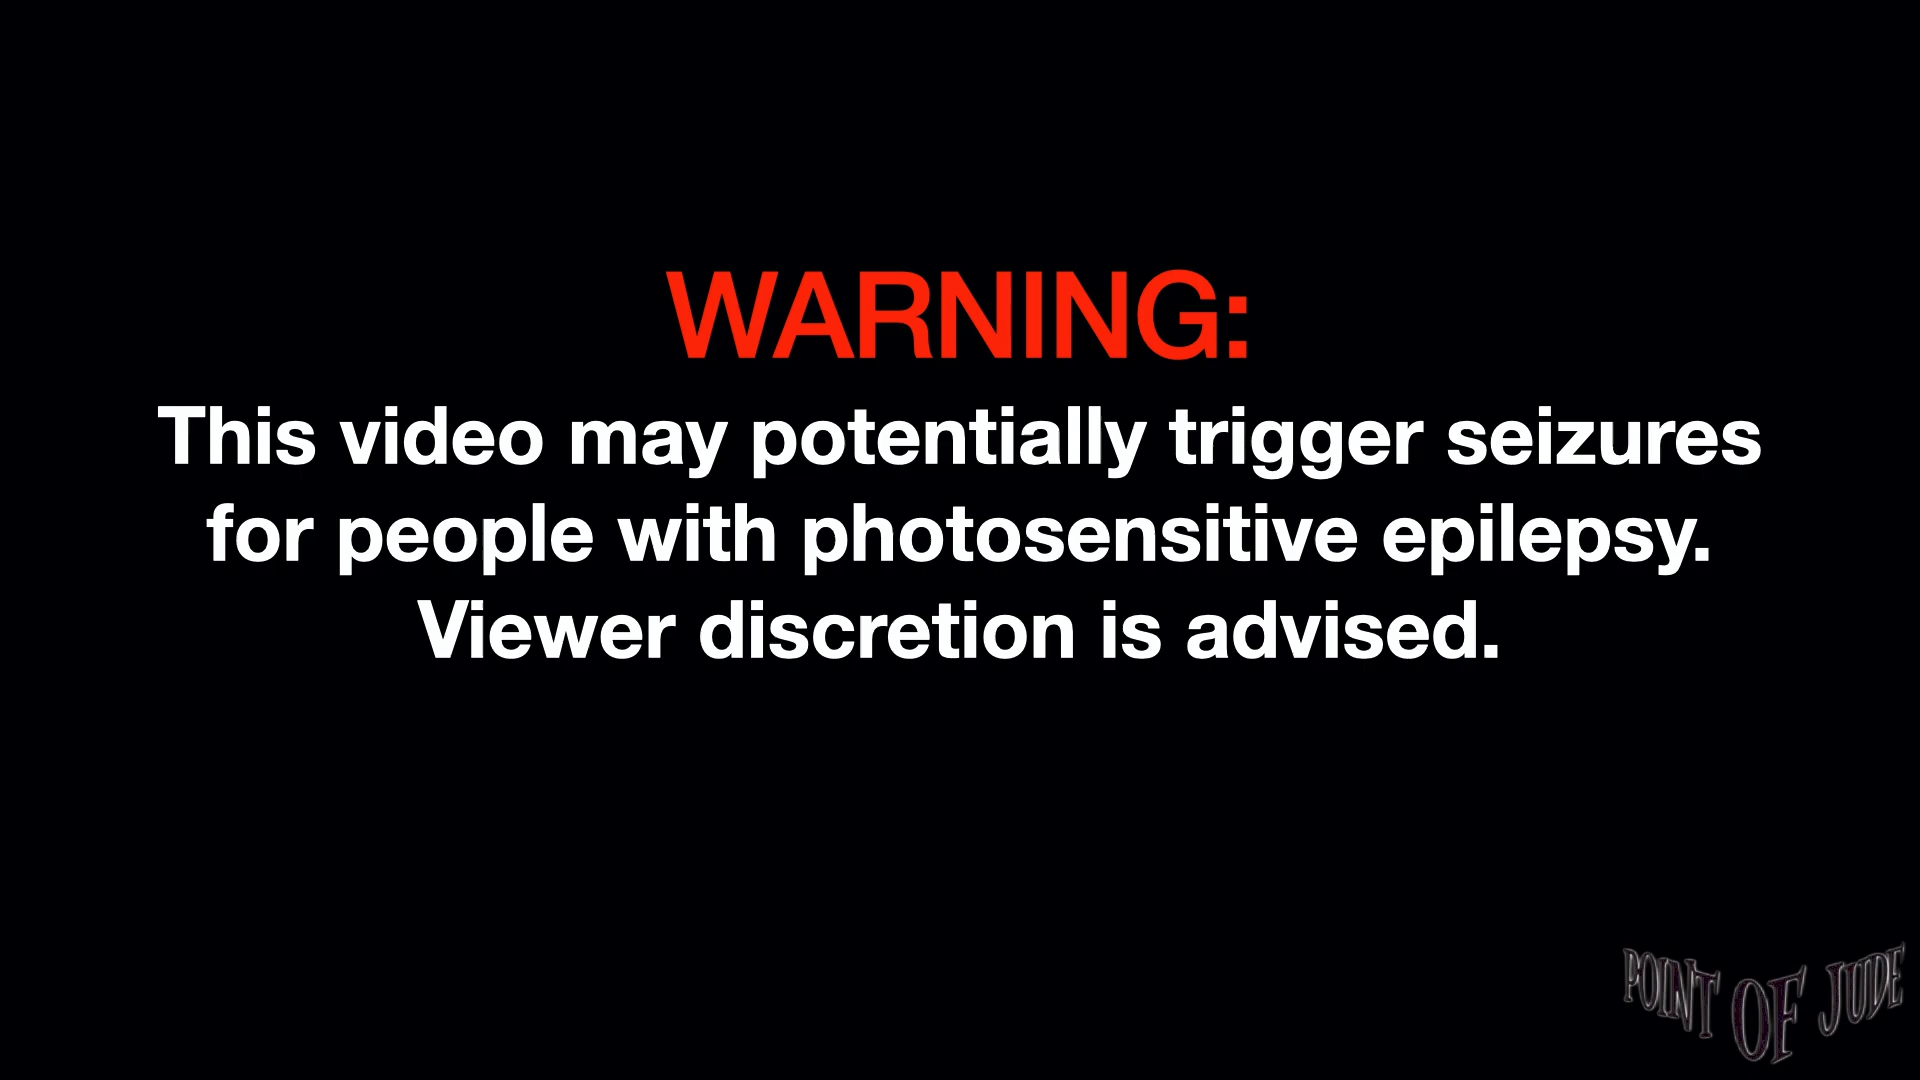 WARNING:
This video may potentially trigger seizures
for people with photosensitive epilepsy.
Viewer discretion is advised.
POINT OF JUDE